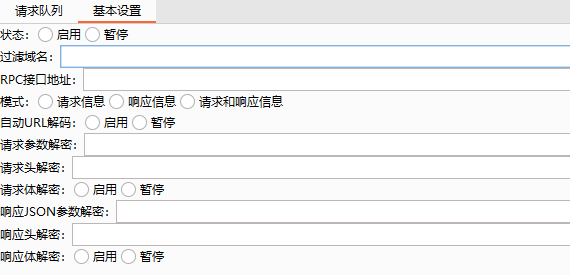 请求队列 基本设置
状态： 启用 暂停
过滤域名：
RPC接口地址：
模式： 请求信息 响应信息 请求和响应信息
自动URL解码： 启用 暂停
请求参数解密：
请求头解密：
请求体解密： 启用 暂停
响应JSON参数解密：
响应头解密：
响应体解密： 启用 暂停